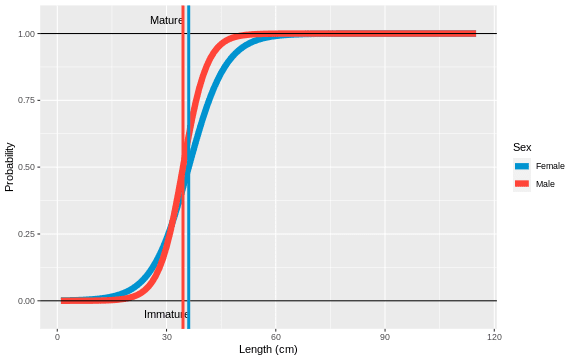 Mature
1.00
0.75
0.50
0.25
0.00
Probability
Immature
0
30
60
90
120
Length (cm)
Sex
Female
Male